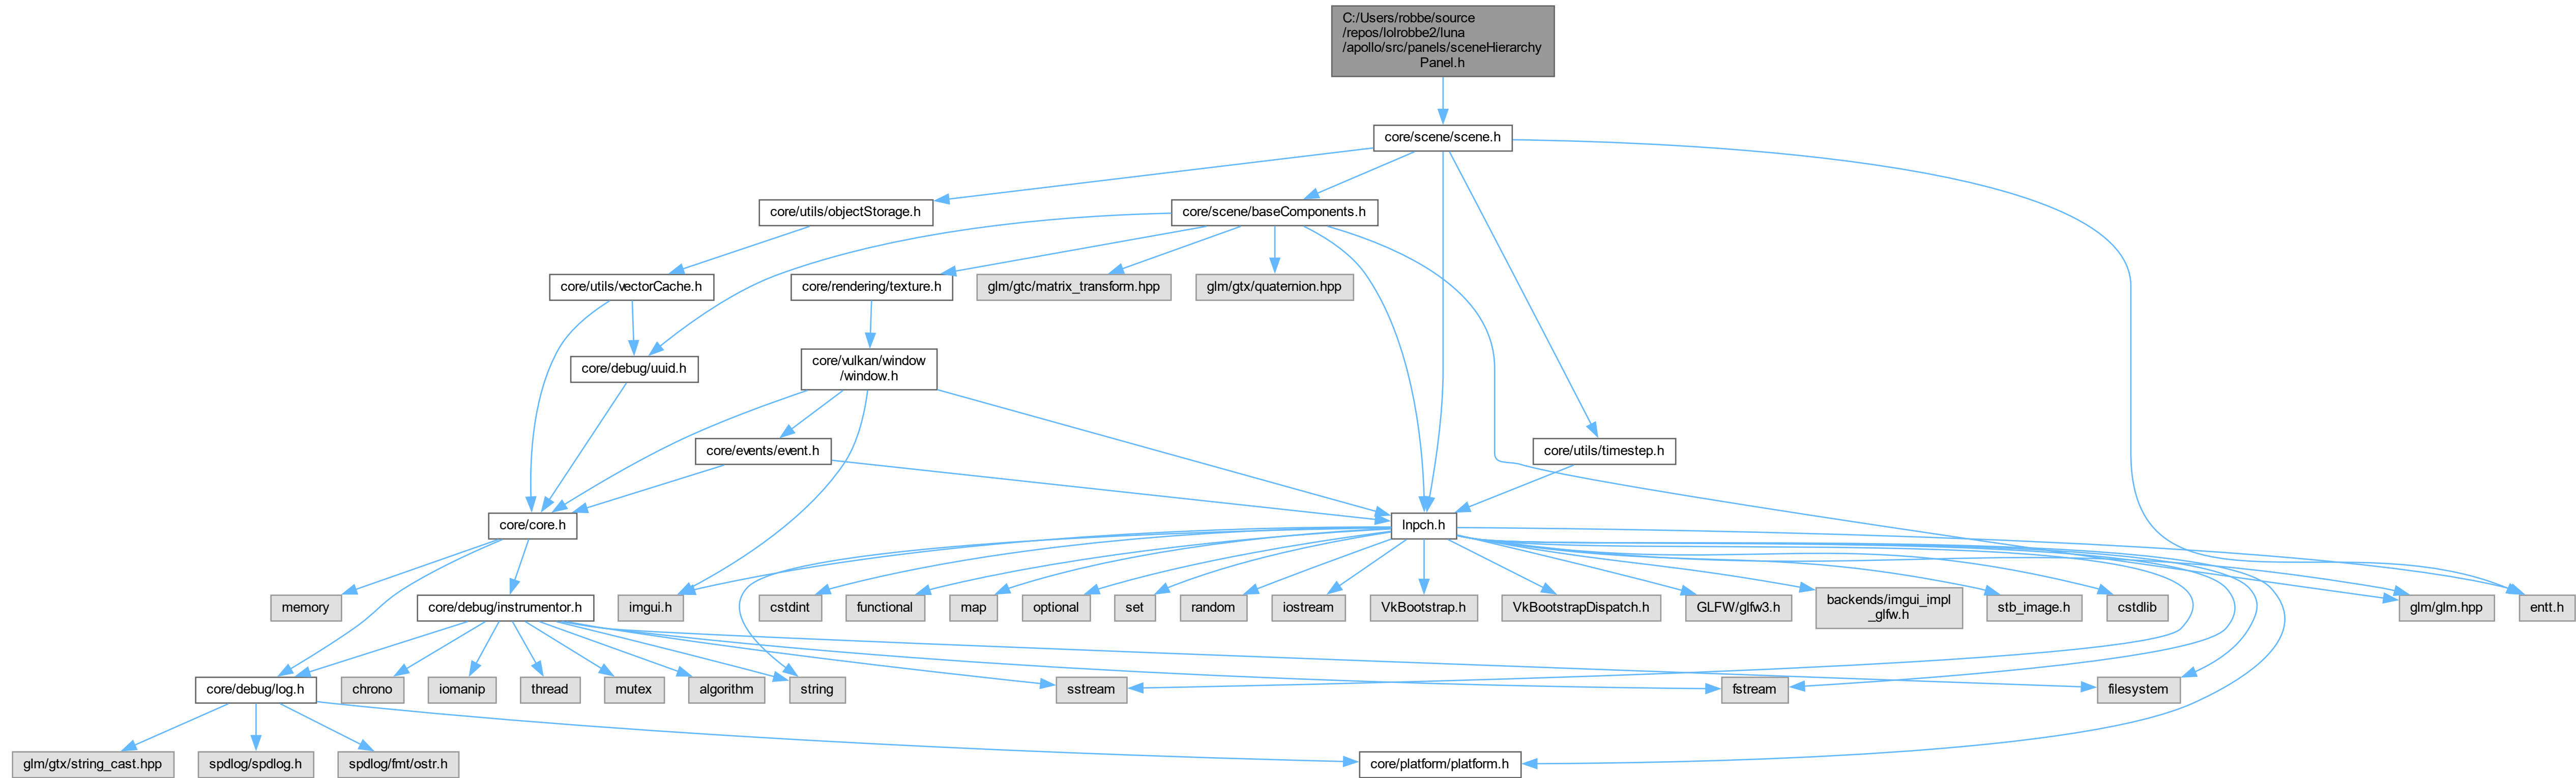 C:/Users/robbe/source
/repos/lolrobbe2/luna
/apollo/src/panels/sceneHierarchy
Panel.h
core/scene/scene.h
core/utils/objectStorage.h
core/scene/baseComponents.h
core/utils/vectorCache.h
core/rendering/texture.h
glm/gtc/matrix_transform.hpp
glm/gtx/quaternion.hpp
core/debug/uuid.h
core/vulkan/window
/window.h
core/events/event.h
core/utils/timestep.h
core/core.h
lnpch.h
memory
core/debug/instrumentor.h
imgui.h
cstdint
functional
map
optional
set
random
iostream
VkBootstrap.h
VkBootstrapDispatch.h
GLFW/glfw3.h
backends/imgui_impl
_glfw.h
stb_image.h
cstdlib
glm/glm.hpp
entt.h
core/debug/log.h
chrono
iomanip
thread
mutex
algorithm
string
sstream
fstream
filesystem
glm/gtx/string_cast.hpp
spdlog/spdlog.h
spdlog/fmt/ostr.h
core/platform/platform.h